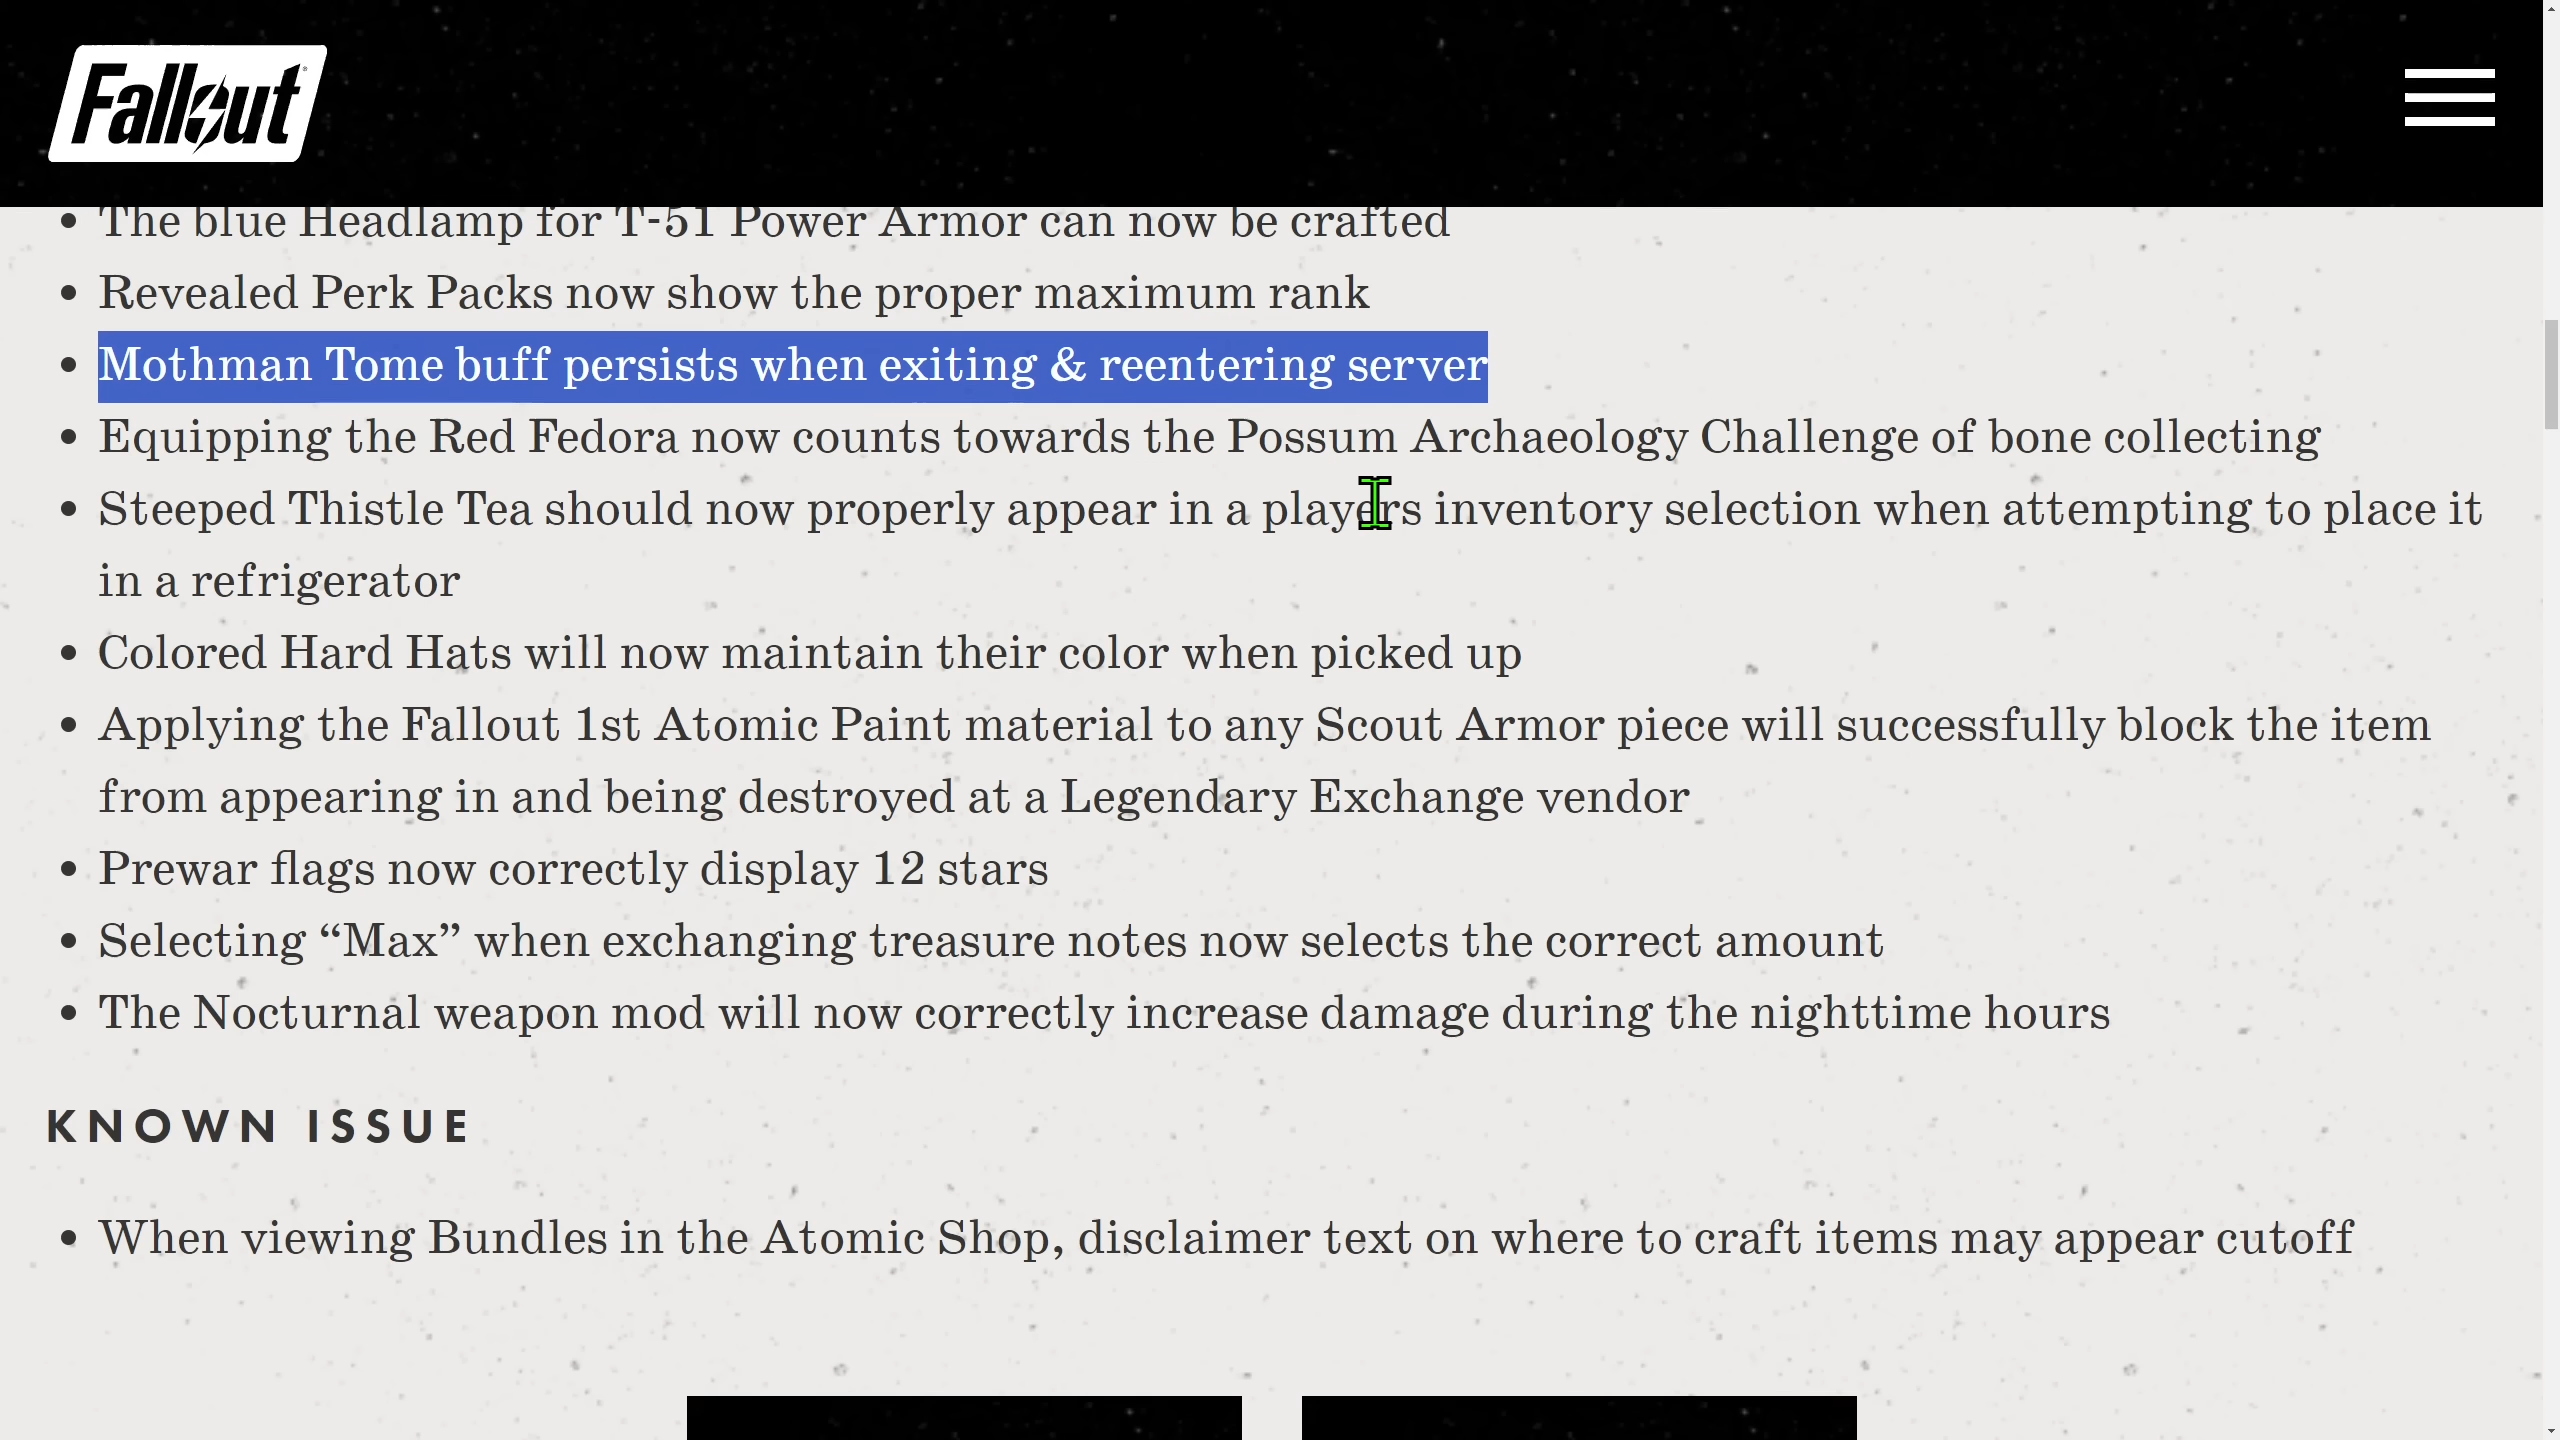 Fallout
The blue Headlamp for T-51 Power Armor can now be crafted
Revealed Perk Packs now show the proper maximum rank
Mothman Tome buff persists when exiting & reentering server
Equipping the Red Fedora now counts towards the Possum Archaeology Challenge of bone collecting
Steeped Thistle Tea should now properly appear in a players inventory selection when attempting to place it
in a refrigerator
Colored Hard Hats will now maintain their color when picked up
Applying the Fallout 1st Atomic Paint material to any Scout Armor piece will successfully block the item
from appearing in and being destroyed at a Legendary Exchange vendor
Prewar flags now correctly display 12 stars
Selecting “Max” when exchanging treasure notes now selects the correct amount
The Nocturnal weapon mod will now correctly increase damage during the nighttime hours
KNOWN ISSUE
When viewing Bundles in the Atomic Shop, disclaimer text on where to craft items may appear cutoff